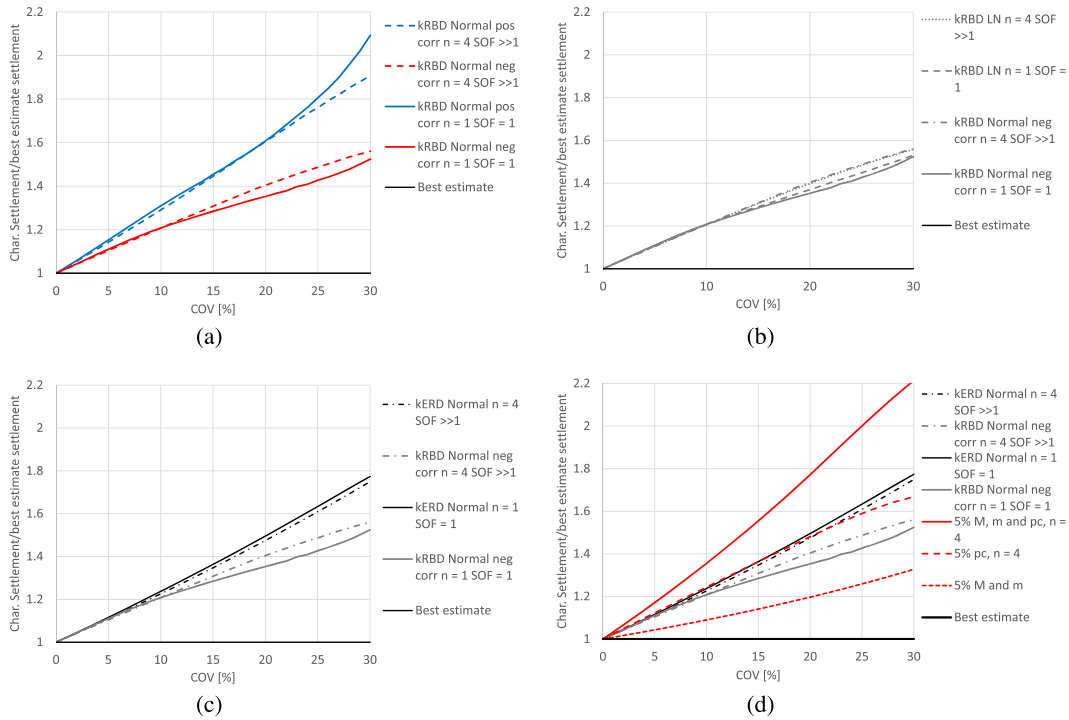 2.2
2
1.8
1.6
1.4
1.2
1
Char. Settlement/best estimate settlement
0 5 10 15 20 25 30
COV [%]
kRBD Normal pos
corr n = 4 SOF >>1
kRBD Normal neg
corr n = 4 SOF >>1
kRBD Normal pos
corr n = 1 SOF = 1
kRBD Normal neg
corr n = 1 SOF = 1
Best estimate
(a)
2.2
2
1.8
1.6
1.4
1.2
1
Char. Settlement/best estimate settlement
0 10 20 30
COV [%]
kRBD LN n = 4 SOF
>>1
kRBD LN n = 1 SOF =
1
kRBD Normal neg
corr n = 4 SOF >>1
kRBD Normal neg
corr n = 1 SOF = 1
Best estimate
(b)
2.2
2
1.8
1.6
1.4
1.2
1
Char. Settlement/best estimate settlement
0 5 10 15 20 25 30
COV [%]
kERD Normal n = 4
SOF >>1
kRBD Normal neg
corr n = 4 SOF >>1
kERD Normal n = 1
SOF = 1
kRBD Normal neg
corr n = 1 SOF = 1
Best estimate
(c)
2.2
2
1.8
1.6
1.4
1.2
1
Char. Settlement/best estimate settlement
0 5 10 15 20 25 30
COV [%]
kERD Normal n = 4
SOF >>1
kRBD Normal neg
corr n = 4 SOF >>1
kERD Normal n = 1
SOF = 1
kRBD Normal neg
corr n = 1 SOF = 1
5% M, m and pc, n =
4
5% pc, n = 4
5% M and m
Best estimate
(d)